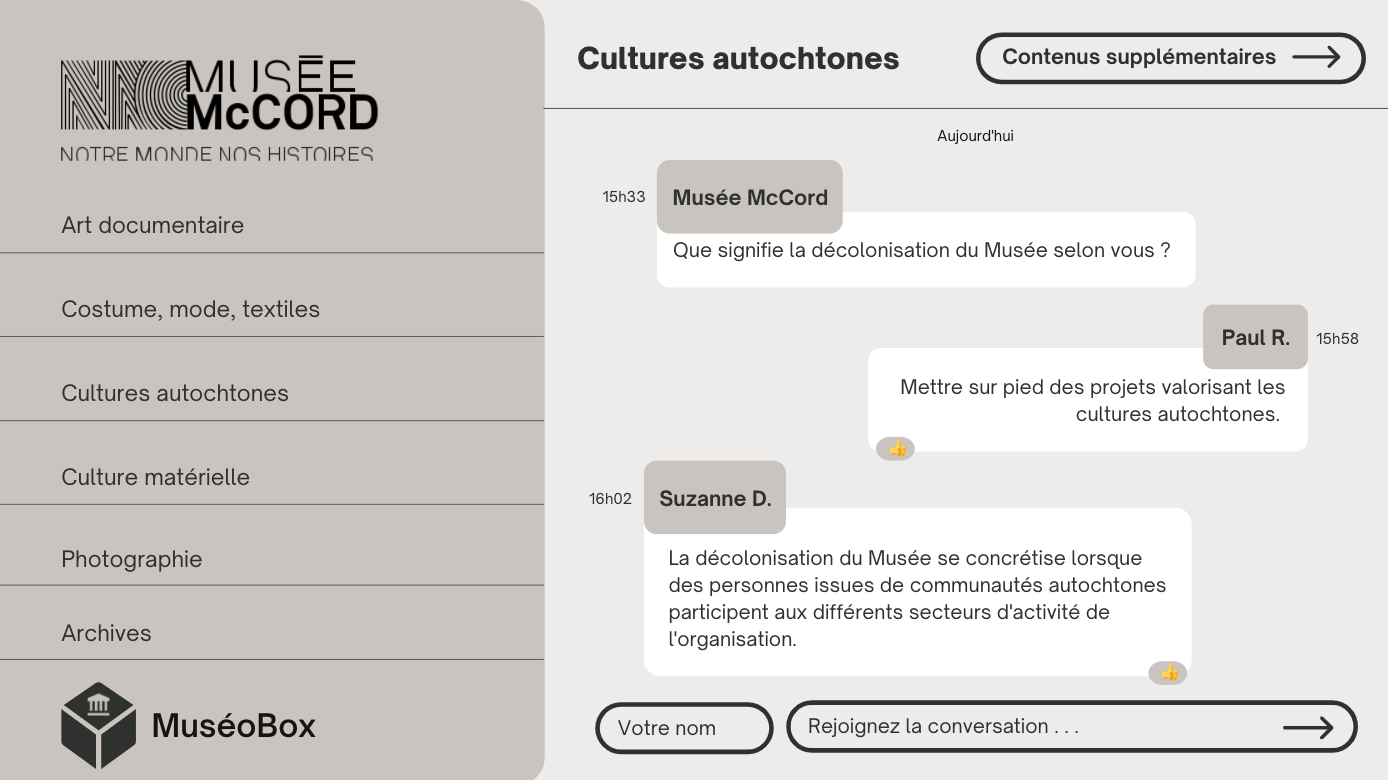 MUSÉE
McCORD
NOTRE MONDE NOS HISTOIRES
Art documentaire
Costume, mode, textiles
Cultures autochtones
Culture matérielle
Photographie
Archives
MuséoBox
Cultures autochtones
Contenus supplémentaires
Aujourd'hui
15h33
Musée McCord
Que signifie la décolonisation du Musée selon vous ?
Paul R.
15h58
Mettre sur pied des projets valorisant les
cultures autochtones.
16h02
Suzanne D.
La décolonisation du Musée se concrétise lorsque
des personnes issues de communautés autochtones
participent aux différents secteurs d'activité de
l'organisation.
Votre nom
Rejoignez la conversation . . .